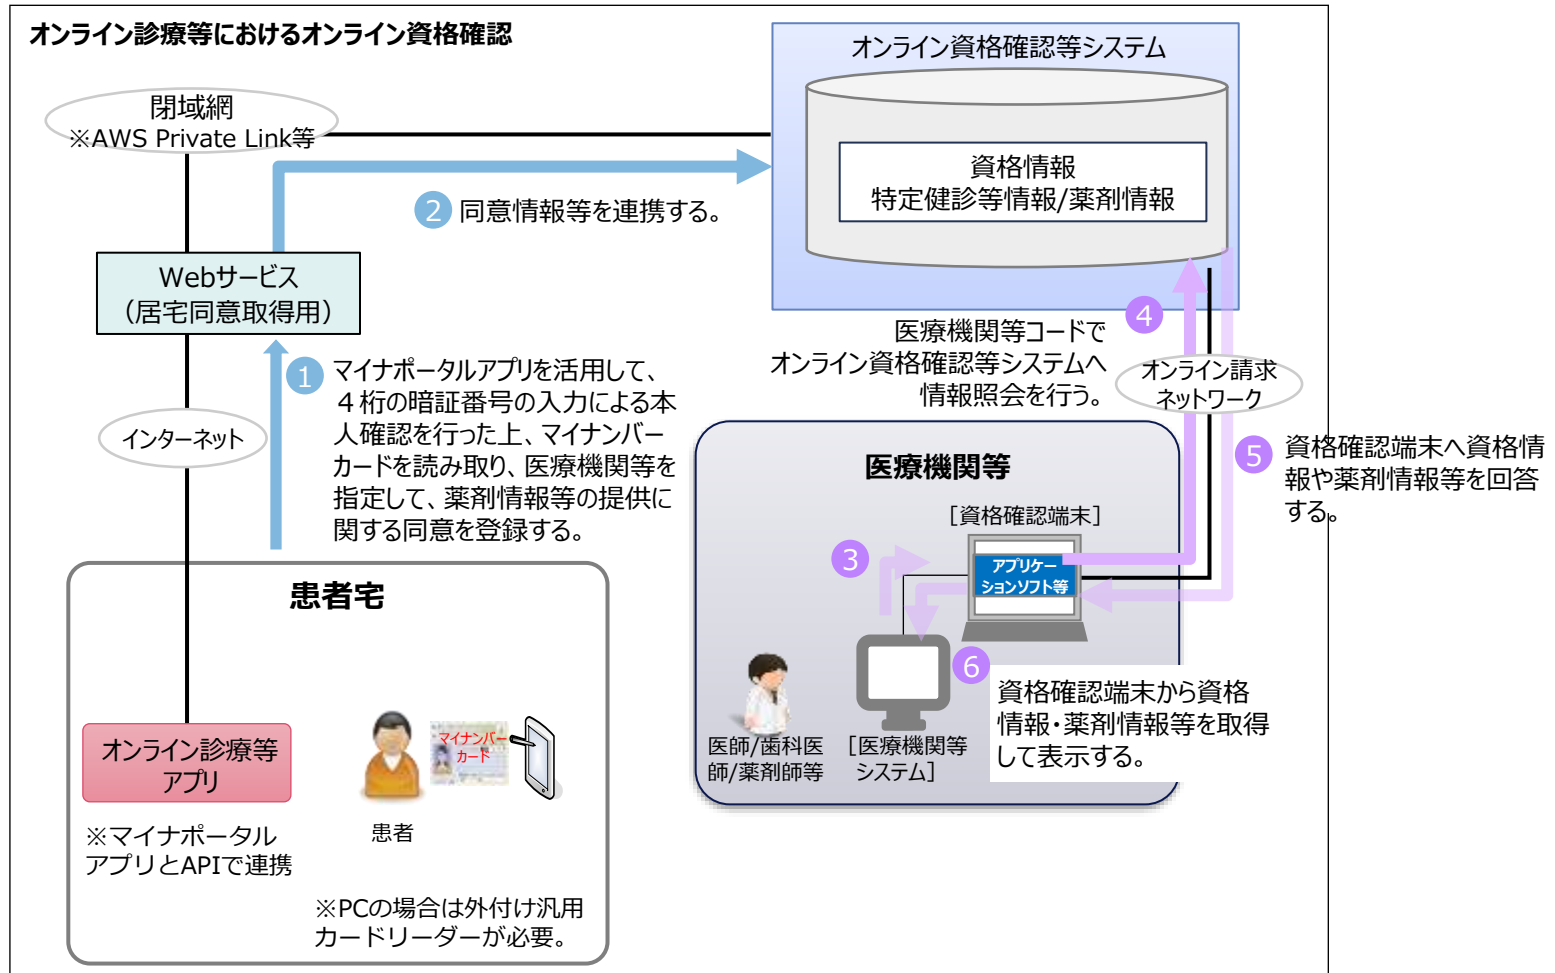 オンライン診療等におけるオンライン資格確認
オンライン資格確認等システム
閉域網
※AWS Private Link等
資格情報
特定健診等情報/薬剤情報
2 同意情報等を連携する。
Webサービス
（居宅同意取得用）
4
医療機関等コードで
オンライン資格確認等システムへ
情報照会を行う。
オンライン請求
ネットワーク
1 マイナポータルアプリを活用して、
４桁の暗証番号の入力による本
人確認を行った上、マイナンバー
カードを読み取り、医療機関等を
指定して、薬剤情報等の提供に
関する同意を登録する。
インターネット
5 資格確認端末へ資格情
報や薬剤情報等を回答
する。
医療機関等
［資格確認端末］
3
アプリケー
ションソフト等
患者宅
6
資格確認端末から資格
情報・薬剤情報等を取得
して表示する。
医師/歯科医
師/薬剤師等
［医療機関等
システム］
オンライン診療等
アプリ
マイナンバー
カード
患者
※マイナポータル
アプリとAPIで連携
※PCの場合は外付け汎用
カードリーダーが必要。